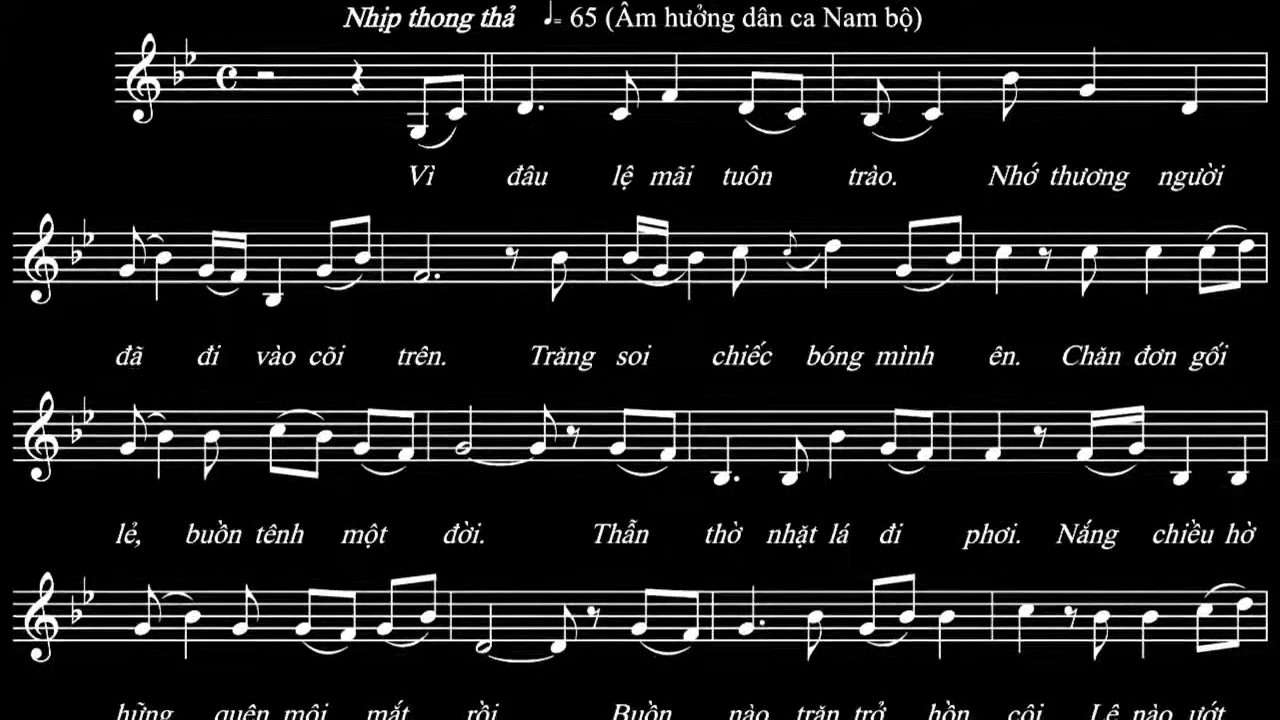 Nhịp thong thả ♩= 65 (Âm hưởng dân ca Nam bộ)
Vì đâu lệ mãi tuôn trào. Nhớ thương người
đã đi vào cõi trên. Trăng soi chiếc bóng mình ên. Chăn đơn gối
lẻ, buồn tênh một đời. Thẫn thờ nhặt lá đi phơi. Nắng chiều hờ
hững quên môi mắt rồi. Buồn nào trăn trở hồn côi. Lệ nào ướt